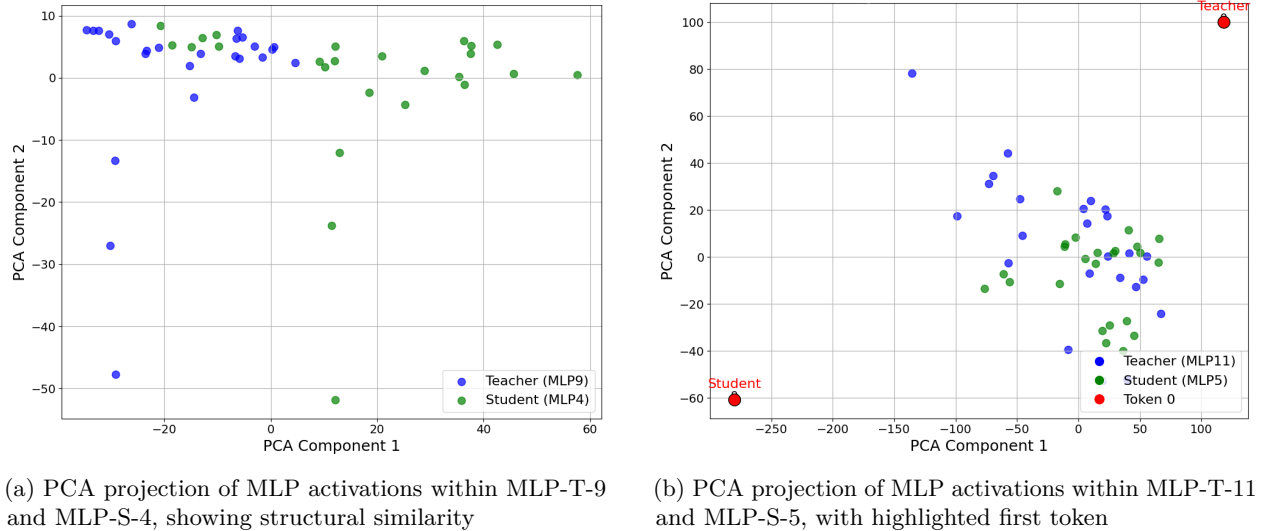 10
0
−10
−20
−30
−40
−50
PCA Component 2
−20
0
20
40
60
PCA Component 1
Teacher (MLP9)
Student (MLP4)
Teacher
0
100
80
60
40
20
0
−20
−40
−60
PCA Component 2
Student
0
−250
−200
−150
−100
−50
0
50
100
PCA Component 1
Teacher (MLP11)
Student (MLP5)
Token 0
(a) PCA projection of MLP activations within MLP-T-9
and MLP-S-4, showing structural similarity
(b) PCA projection of MLP activations within MLP-T-11
and MLP-S-5, with highlighted first token